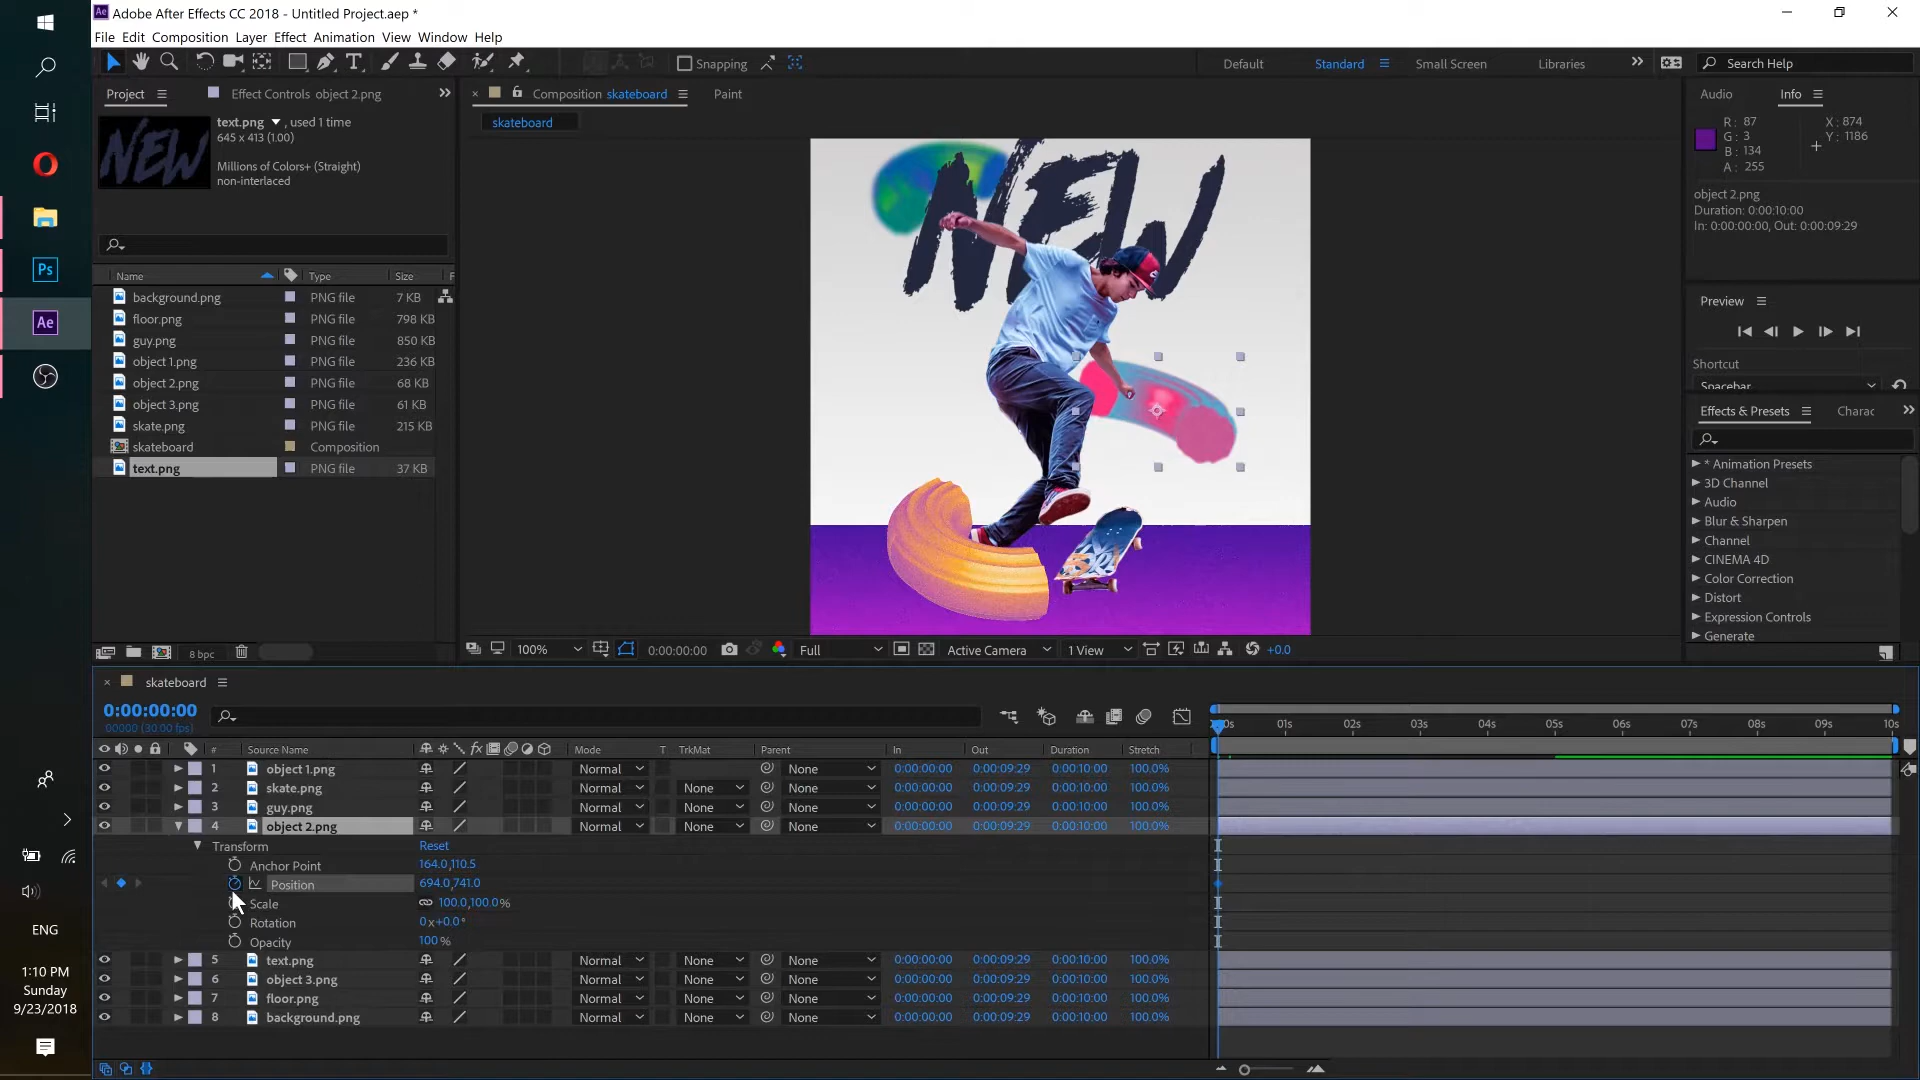 Adobe After Effects CC 2018 - Untitled Project.aep *
File Edit Composition Layer Effect Animation View Window Help
Snapping
Default
Standard
Small Screen
Libraries
Search Help
Project
Effect Controls object 2.png
Composition skateboard
Paint
Audio
Info
text.png , used 1 time
645 x 413 (1.00)
Millions of Colors+ (Straight)
non-interlaced
NEW
skateboard
NEW
R: 87
G: 3
B: 134
A: 255
X: 874
Y: 1186
object 2.png
Duration: 0:00:10:00
In: 0:00:00:00, Out: 0:00:09:29
Name Type Size F
background.png PNG file 7 KB
floor.png PNG file 798 KB
guy.png PNG file 850 KB
object 1.png PNG file 236 KB
object 2.png PNG file 68 KB
object 3.png PNG file 61 KB
skate.png PNG file 215 KB
skateboard Composition
text.png PNG file 37 KB
Preview
Shortcut
Spacebar
Effects & Presets
Charac
* Animation Presets
3D Channel
Audio
Blur & Sharpen
Channel
CINEMA 4D
Color Correction
Distort
Expression Controls
Generate
8 bpc
100%
0:00:00:00
Full
Active Camera
1 View
+0.0
Ps
Ae
skateboard
0:00:00:00
00000 (30.00 fps)
0s 01s 02s 03s 04s 05s 06s 07s 08s 09s 10s
# Source Name fx Mode T TrkMat Parent In Out Duration Stretch
1 object 1.png Normal None 0:00:00:00 0:00:09:29 0:00:10:00 100.0%
2 skate.png Normal None None 0:00:00:00 0:00:09:29 0:00:10:00 100.0%
3 guy.png Normal None None 0:00:00:00 0:00:09:29 0:00:10:00 100.0%
4 object 2.png Normal None None 0:00:00:00 0:00:09:29 0:00:10:00 100.0%
Transform Reset
Anchor Point 164.0,110.5
Position 694.0,741.0
Scale 100.0,100.0%
Rotation 0x+0.0°
Opacity 100%
5 text.png Normal None None 0:00:00:00 0:00:09:29 0:00:10:00 100.0%
6 object 3.png Normal None None 0:00:00:00 0:00:09:29 0:00:10:00 100.0%
7 floor.png Normal None None 0:00:00:00 0:00:09:29 0:00:10:00 100.0%
8 background.png Normal None None 0:00:00:00 0:00:09:29 0:00:10:00 100.0%
ENG
1:10 PM
Sunday
9/23/2018